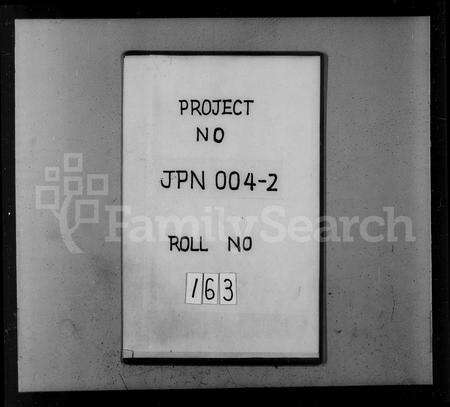 PROJECT
NO
JPN 004-2
FamilySearch
ROLL NO
163